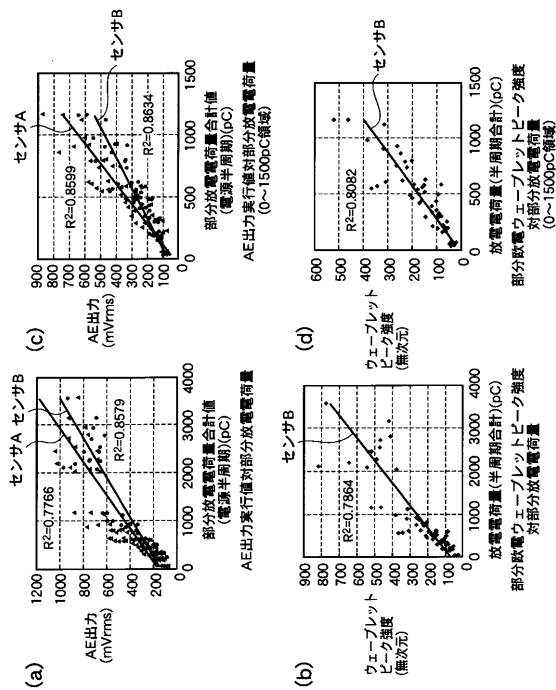 (a)
AE出力
(mVrms)
1200
1000
800
600
400
200
0
0
1000
2000
3000
4000
R²=0.7766
センサA
センサB
R²=0.8579
部分放電電荷量合計値
(電源半周期)(pC)
AE出力実行値対部分放電電荷量
(b)
ウェーブレット
ピーク強度
(無次元)
900
800
700
600
500
400
300
200
100
0
1000
2000
3000
4000
R²=0.7864
センサB
放電電荷量(半周期合計)(pC)
部分欧電ウェーブレットピーク強度
対部分放電電荷量
(c)
AE出力
(mVrms)
900
800
700
600
500
400
300
200
100
0
500
1000
1500
センサA
R²=0.8599
センサB
R²=0.8634
部分放電電荷量合計値
(電源半周期)(pC)
AE出力実行値対部分放電電荷量
(0〜1500pC領域)
(d)
ウェーブレット
ピーク強度
(無次元)
600
500
400
300
200
100
0
0
500
1000
1500
R²=0.8082
センサB
放電電荷量(半周期合計)(pC)
部分欧電ウェーブレットピーク強度
対部分放電電荷量
(0〜1500pC領域)